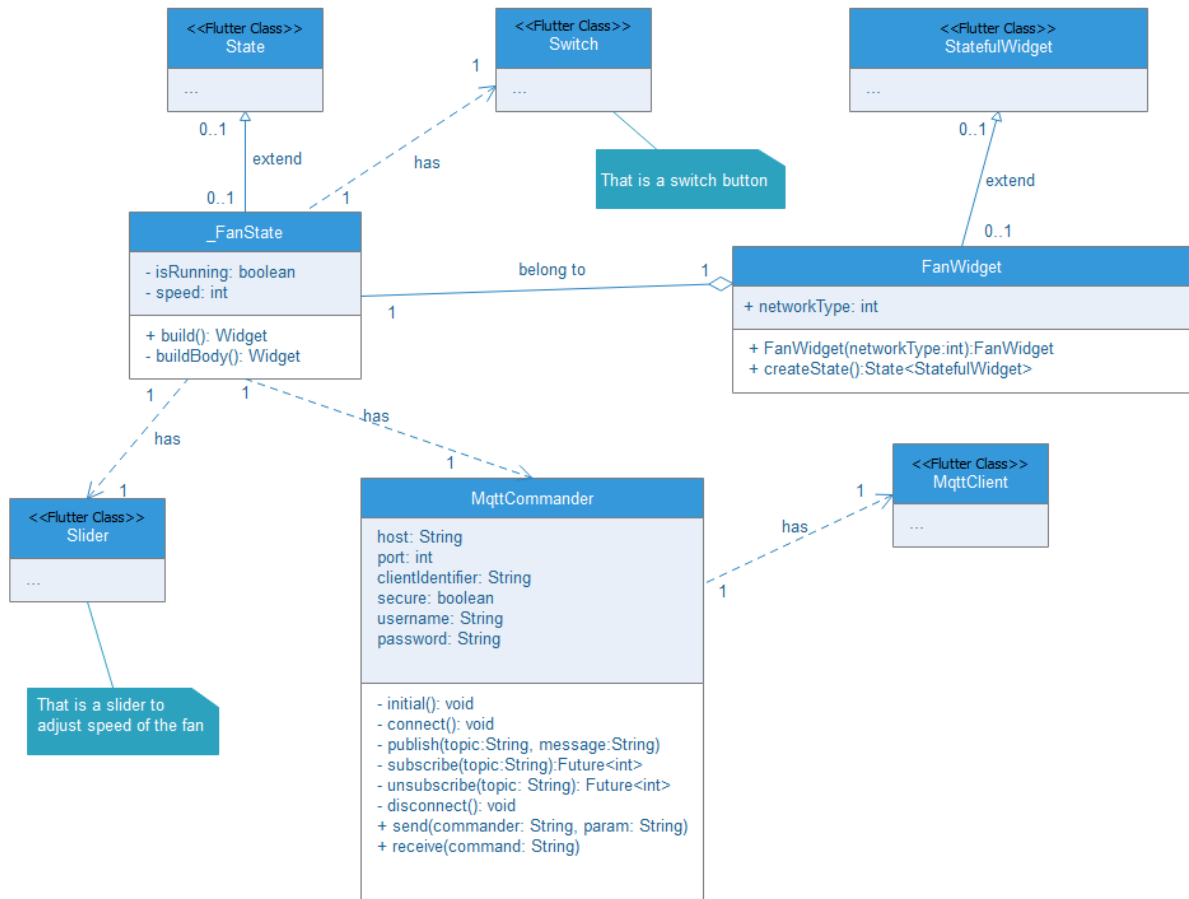 <<Flutter Class>>
State
...
<<Flutter Class>>
Switch
...
<<Flutter Class>>
StatefulWidget
...
0..1
extend
0..1
1
has
1
That is a switch button
0..1
extend
0..1
_FanState
- isRunning: boolean
- speed: int
+ build(): Widget
- buildBody(): Widget
1
belong to
1
FanWidget
+ networkType: int
+ FanWidget(networkType:int):FanWidget
+ createState():State<StatefulWidget>
1
has
1
1
has
1
<<Flutter Class>>
Slider
...
That is a slider to
adjust speed of the fan
MqttCommander
host: String
port: int
clientIdentifier: String
secure: boolean
username: String
password: String
- initial(): void
- connect(): void
- publish(topic:String, message:String)
- subscribe(topic:String):Future<int>
- unsubscribe(topic: String): Future<int>
- disconnect(): void
+ send(commander: String, param: String)
+ receive(command: String)
1
has
1
<<Flutter Class>>
MqttClient
...